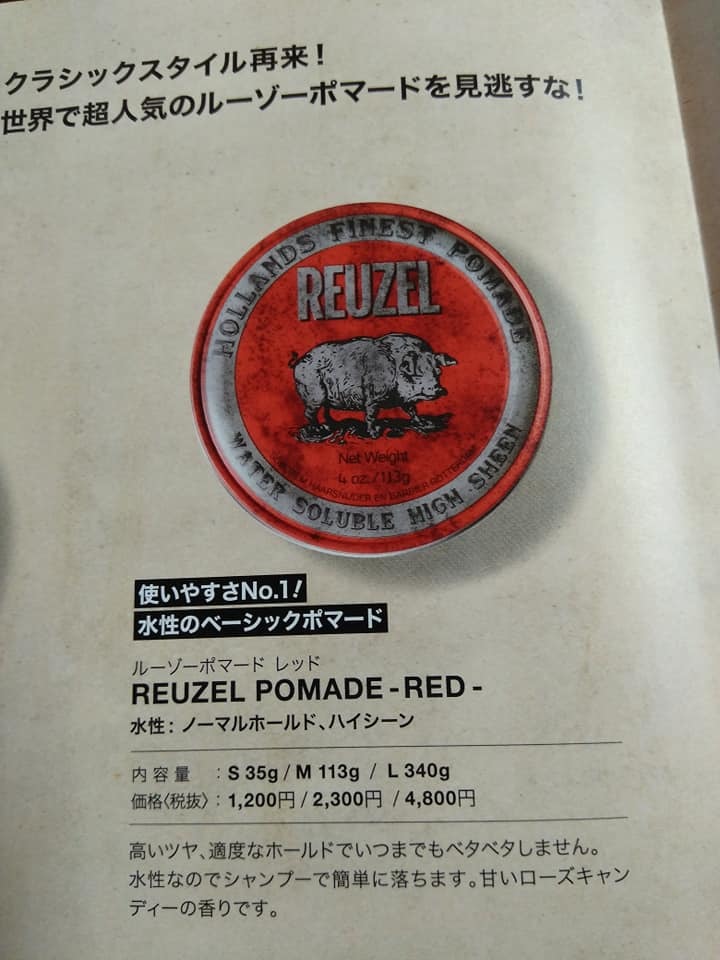 クラシックスタイル再来！
世界で超人気のルーゾーポマードを見逃すな！
HOLLANDS FINEST POMADE
REUZEL
Net Weight
4 oz./113g
HAARSNIJDER EN BARBIER ROTTERDAM
WATER SOLUBLE HIGH SHEEN
使いやすさNo.1！
水性のベーシックポマード
ルーゾーポマード レッド
REUZEL POMADE -RED-
水性：ノーマルホールド、ハイシーン
内容量 ：S 35g / M 113g / L 340g
価格〈税抜〉：1,200円 / 2,300円 / 4,800円
高いツヤ、適度なホールドでいつまでもベタベタしません。
水性なのでシャンプーで簡単に落ちます。甘いローズキャン
ディーの香りです。